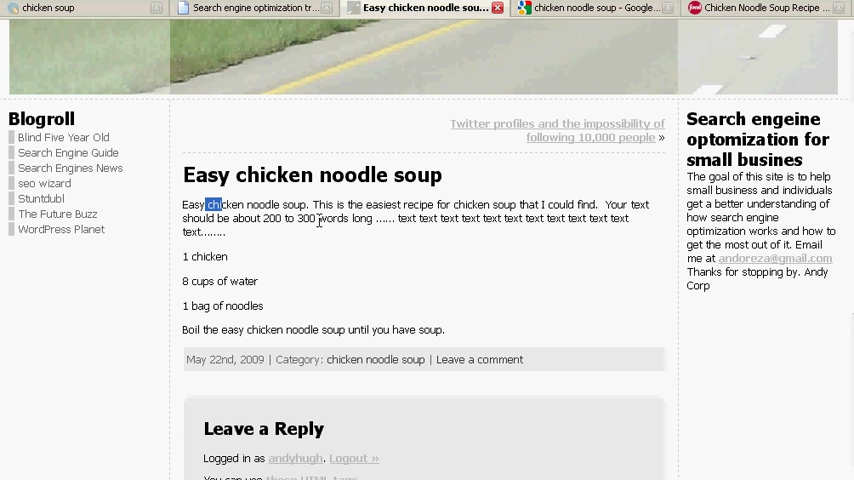 chicken soup
Search engine optimization tr...
Easy chicken noodle sou...
chicken noodle soup - Google...
Chicken Noodle Soup Recipe ...
Blogroll
Blind Five Year Old
Search Engine Guide
Search Engines News
seo wizard
Stuntdubl
The Future Buzz
WordPress Planet
Twitter profiles and the impossibility of
following 10,000 people »
Easy chicken noodle soup
Easy chicken noodle soup. This is the easiest recipe for chicken soup that I could find. Your text
should be about 200 to 300 words long ...... text text text text text text text text text text text
text........
1 chicken
8 cups of water
1 bag of noodles
Boil the easy chicken noodle soup until you have soup.
May 22nd, 2009 | Category: chicken noodle soup | Leave a comment
Leave a Reply
Logged in as andyhugh. Logout »
You can use these HTML tags
Search engeine
optomization for
small busines
The goal of this site is to help
small business and individuals
get a better understanding of
how search engine
optimization works and how to
get the most out of it. Email
me at andoreza@gmail.com
Thanks for stopping by. Andy
Corp